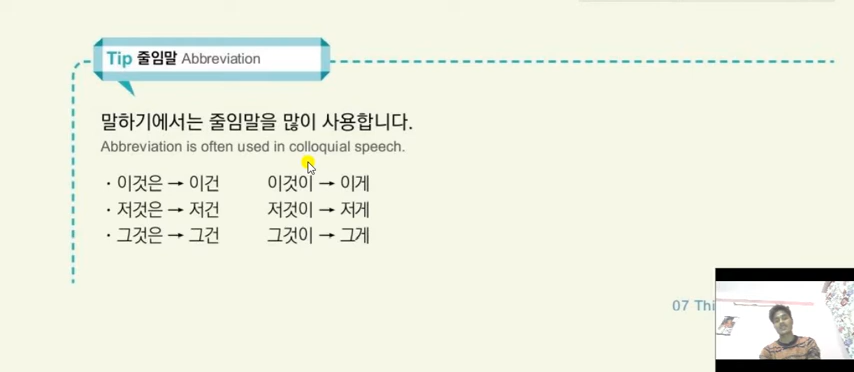 Tip 줄임말 Abbreviation
말하기에서는 줄임말을 많이 사용합니다.
Abbreviation is often used in colloquial speech.
· 이것은 → 이건 이것이 → 이게
· 저것은 → 저건 저것이 → 저게
· 그것은 → 그건 그것이 → 그게
07